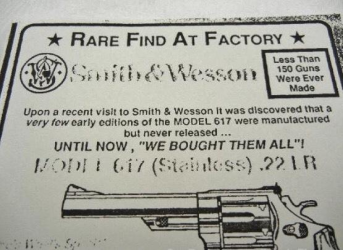 ★ RARE FIND AT FACTORY ★
Smith & Wesson
Less Than
150 Guns
Were Ever
Made
Upon a recent visit to Smith & Wesson it was discovered that a
very few early editions of the MODEL 617 were manufactured
but never released ...
UNTIL NOW , "WE BOUGHT THEM ALL"!
MODEL 617 (Stainless) .22 LR